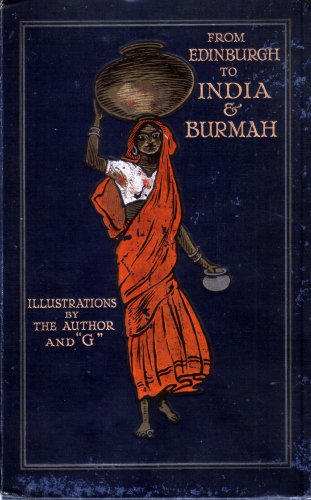 FROM
EDINBURGH
TO
INDIA
&
BURMAH
ILLUSTRATIONS
BY
THE AUTHOR
AND "G"